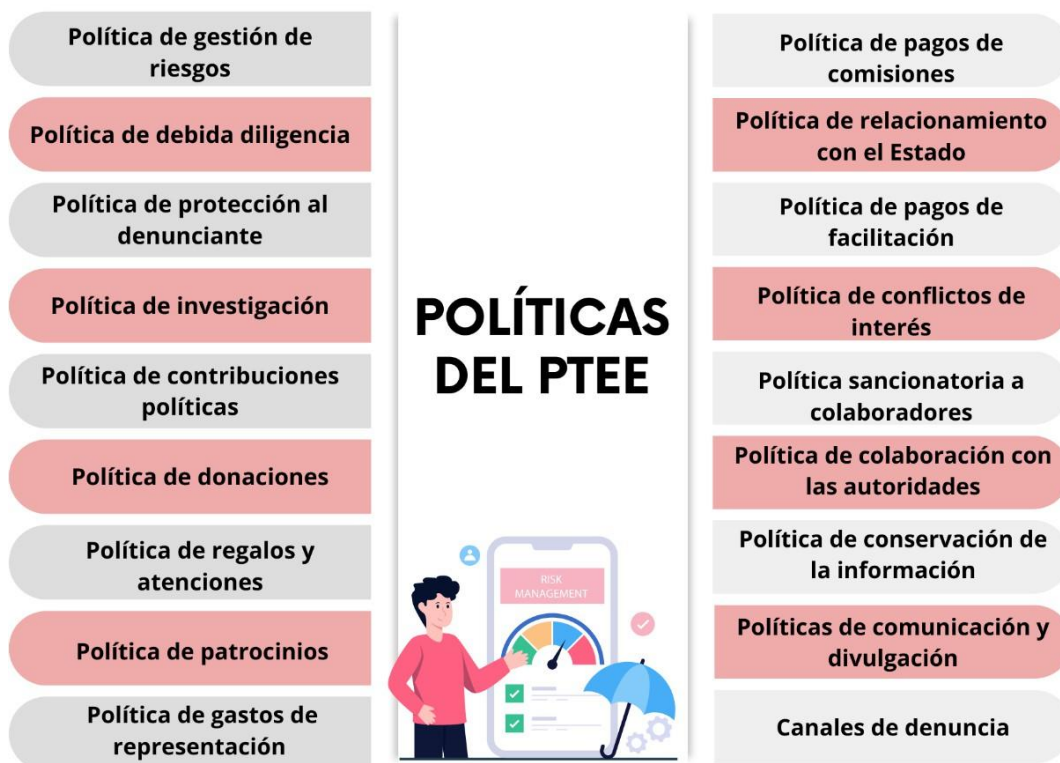 Política de gestión de
riesgos
Política de debida diligencia
Política de protección al
denunciante
Política de investigación
Política de contribuciones
políticas
Política de donaciones
Política de regalos y
atenciones
Política de patrocinios
Política de gastos de
representación
POLÍTICAS
DEL PTEE
RISK
MANAGEMENT
Política de pagos de
comisiones
Política de relacionamiento
con el Estado
Política de pagos de
facilitación
Política de conflictos de
interés
Política sancionatoria a
colaboradores
Política de colaboración con
las autoridades
Política de conservación de
la información
Políticas de comunicación y
divulgación
Canales de denuncia